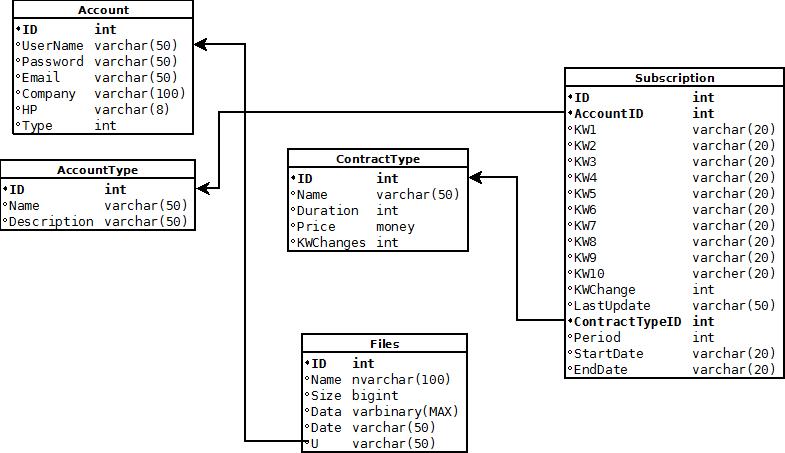 Account
ID int
UserName varchar(50)
Password varchar(50)
Email varchar(50)
Company varchar(100)
HP varchar(8)
Type int
AccountType
ID int
Name varchar(50)
Description varchar(50)
ContractType
ID int
Name varchar(50)
Duration int
Price money
KWChanges int
Files
ID int
Name nvarchar(100)
Size bigint
Data varbinary(MAX)
Date varchar(50)
U varchar(50)
Subscription
ID int
AccountID int
KW1 varchar(20)
KW2 varchar(20)
KW3 varchar(20)
KW4 varchar(20)
KW5 varchar(20)
KW6 varchar(20)
KW7 varchar(20)
KW8 varchar(20)
KW9 varchar(20)
KW10 varcher(20)
KWChange int
LastUpdate varchar(50)
ContractTypeID int
Period int
StartDate varchar(20)
EndDate varchar(20)